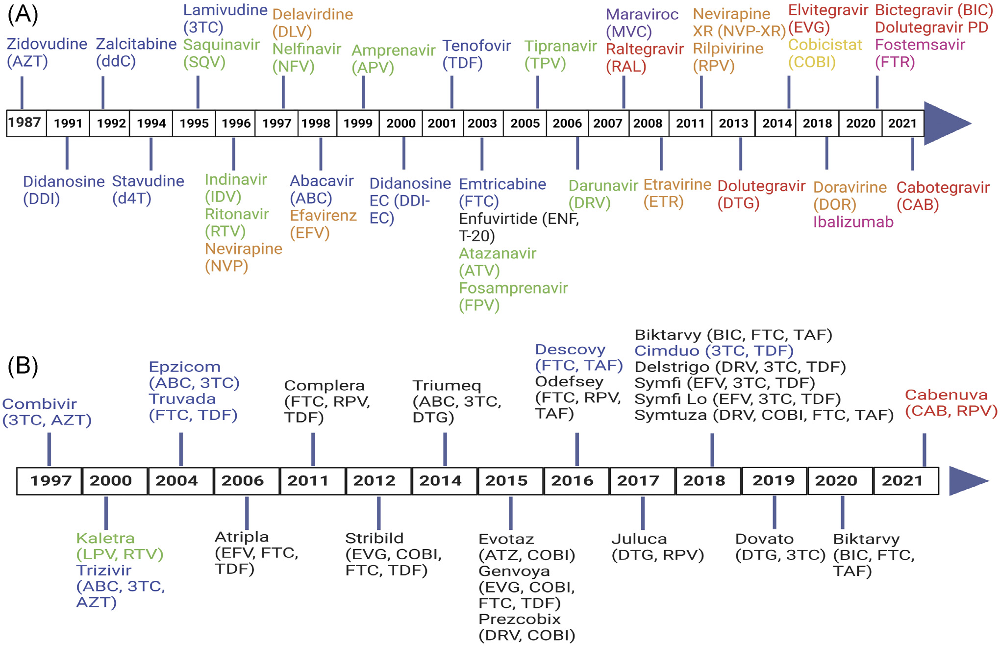 (A)
Zidovudine
(AZT)
Zalcitabine
(ddC)
Lamivudine
(3TC)
Saquinavir
(SQV)
Delavirdine
(DLV)
Nelfinavir
(NFV)
Amprenavir
(APV)
Tenofovir
(TDF)
Tipranavir
(TPV)
Maraviroc
(MVC)
Raltegravir
(RAL)
Nevirapine
XR (NVP-XR)
Rilpivirine
(RPV)
Elvitegravir
(EVG)
Cobicistat
(COBI)
Bictegravir (BIC)
Dolutegravir PD
Fostemsavir
(FTR)
1987 1991 1992 1994 1995 1996 1997 1998 1999 2000 2001 2003 2005 2006 2007 2008 2011 2013 2014 2018 2020 2021
Didanosine
(DDI)
Stavudine
(d4T)
Indinavir
(IDV)
Ritonavir
(RTV)
Nevirapine
(NVP)
Abacavir
(ABC)
Efavirenz
(EFV)
Didanosine
EC (DDI-
EC)
Emtricabine
(FTC)
Enfuvirtide (ENF,
T-20)
Atazanavir
(ATV)
Fosamprenavir
(FPV)
Darunavir
(DRV)
Etravirine
(ETR)
Dolutegravir
(DTG)
Doravirine
(DOR)
Ibalizumab
Cabotegravir
(CAB)
(B)
Combivir
(3TC, AZT)
Epzicom
(ABC, 3TC)
Truvada
(FTC, TDF)
Complera
(FTC, RPV,
TDF)
Triumeq
(ABC, 3TC,
DTG)
Descovy
(FTC, TAF)
Odefsey
(FTC, RPV,
TAF)
Biktarvy (BIC, FTC, TAF)
Cimduo (3TC, TDF)
Delstrigo (DRV, 3TC, TDF)
Symfi (EFV, 3TC, TDF)
Symfi Lo (EFV, 3TC, TDF)
Symtuza (DRV, COBI, FTC, TAF)
Cabenuva
(CAB, RPV)
1997 2000 2004 2006 2011 2012 2014 2015 2016 2017 2018 2019 2020 2021
Kaletra
(LPV, RTV)
Trizivir
(ABC, 3TC,
AZT)
Atripla
(EFV, FTC,
TDF)
Stribild
(EVG, COBI,
FTC, TDF)
Evotaz
(ATZ, COBI)
Genvoya
(EVG, COBI,
FTC, TDF)
Prezcobix
(DRV, COBI)
Juluca
(DTG, RPV)
Dovato
(DTG, 3TC)
Biktarvy
(BIC, FTC,
TAF)